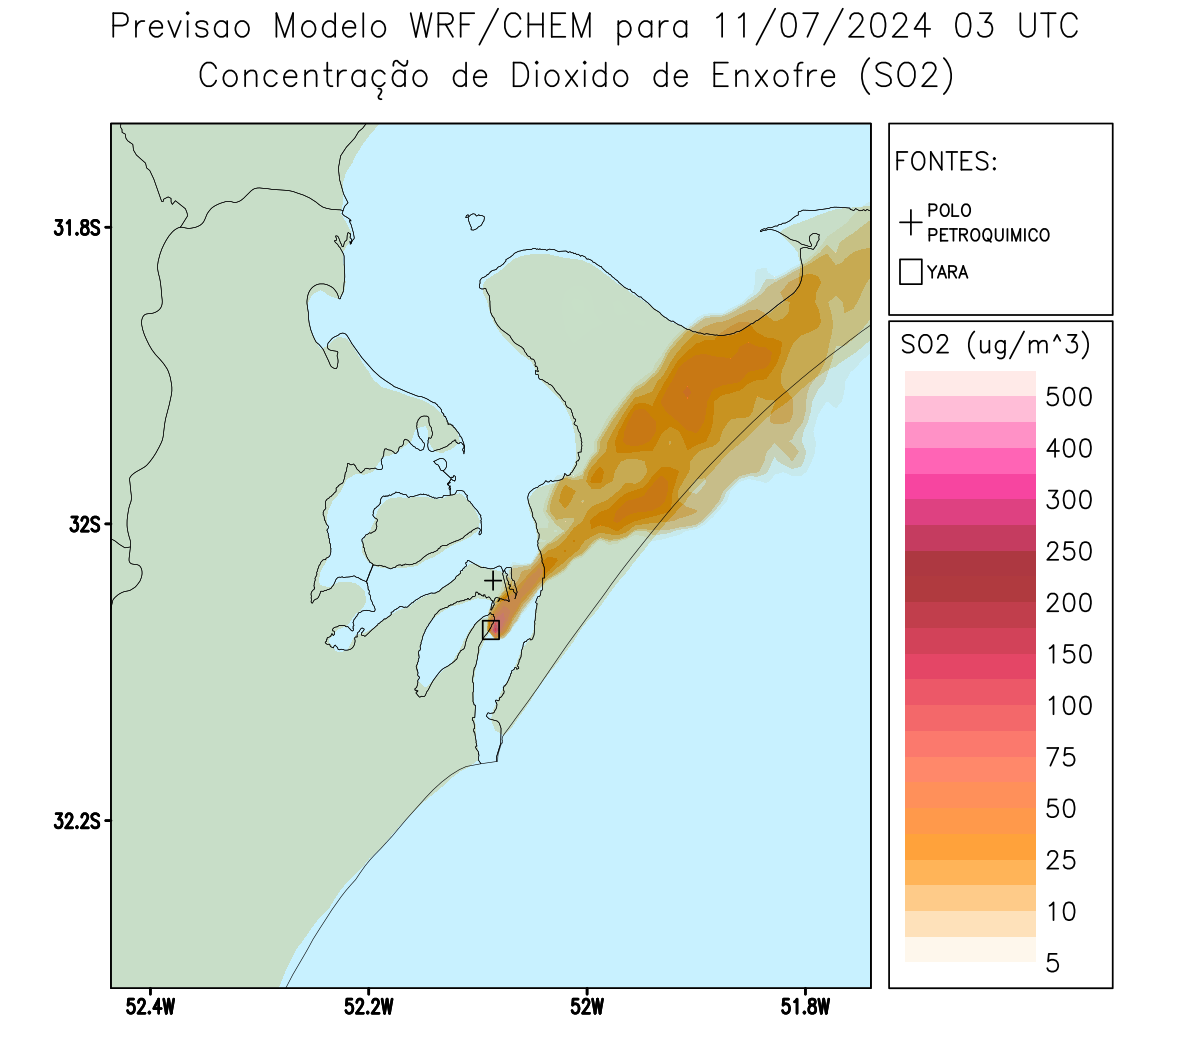 Previsao Modelo WRF/CHEM para 11/07/2024 03 UTC
Concentração de Dioxido de Enxofre (SO2)
FONTES:
POLO
PETROQUIMICO
YARA
31.8S
32S
32.2S
52.4W
52.2W
52W
51.8W
SO2 (ug/m^3)
500
400
300
250
200
150
100
75
50
25
10
5